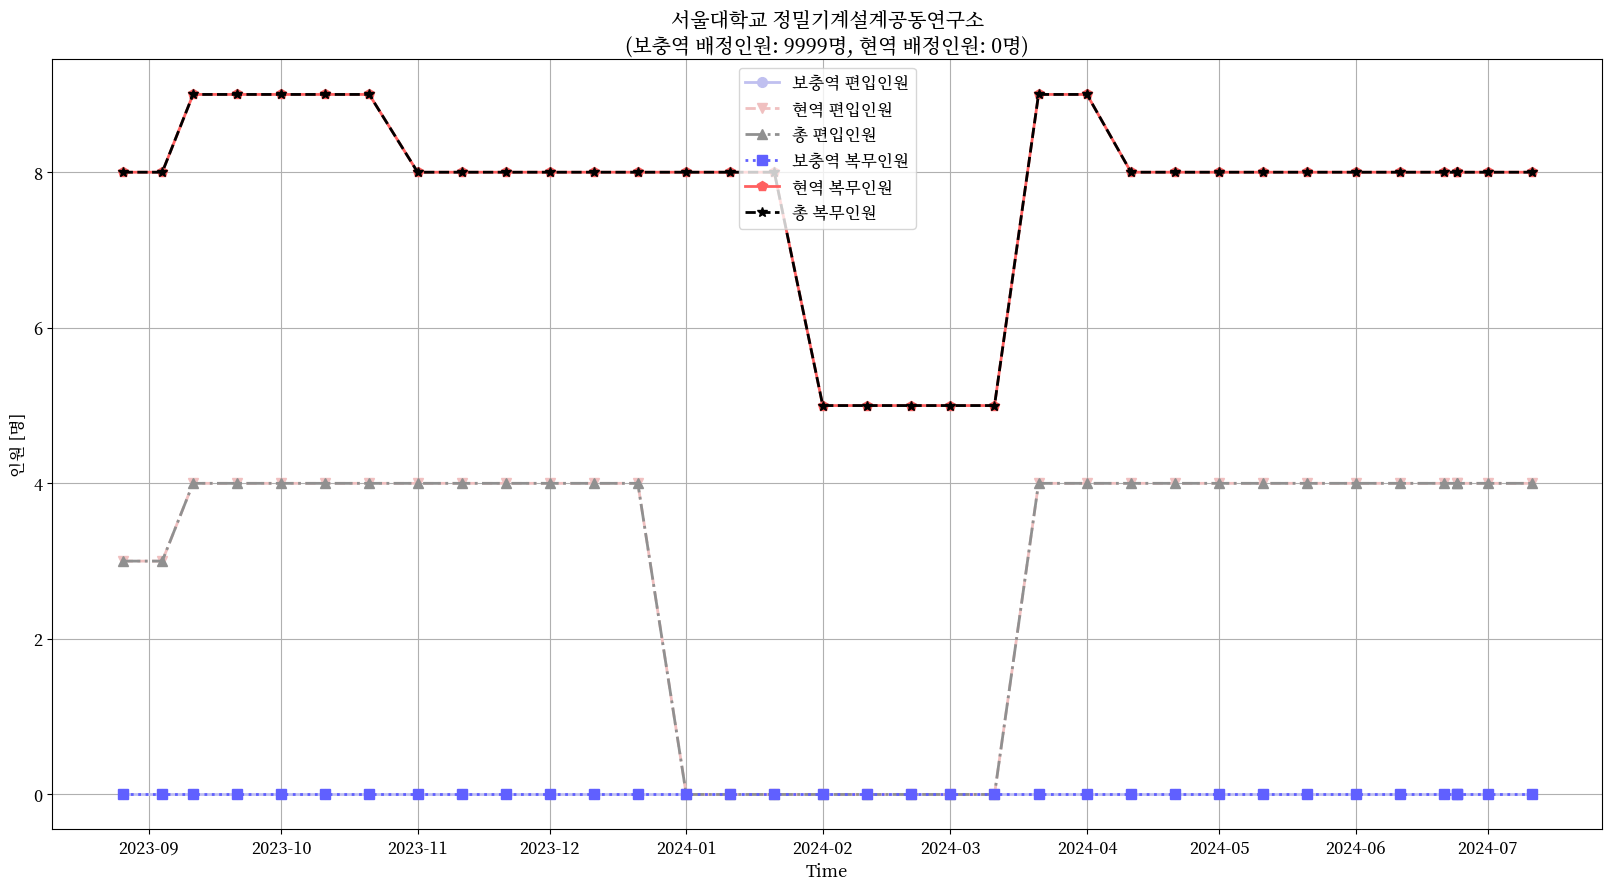 서울대학교 정밀기계설계공동연구소
(보충역 배정인원: 9999명, 현역 배정인원: 0명)
보충역 편입인원
현역 편입인원
총 편입인원
보충역 복무인원
현역 복무인원
총 복무인원
인원 [명]
8
6
4
2
0
2023-09 2023-10 2023-11 2023-12 2024-01 2024-02 2024-03 2024-04 2024-05 2024-06 2024-07
Time